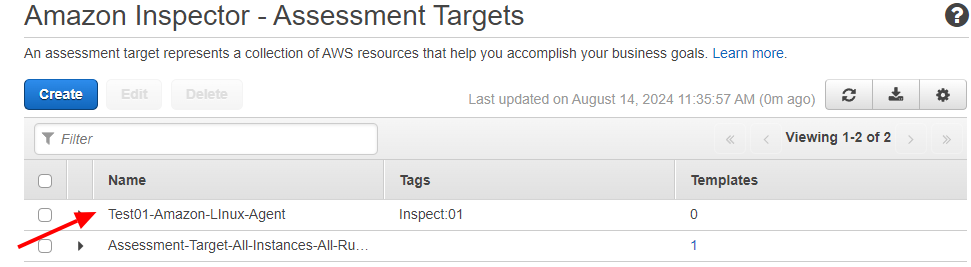 Amazon Inspector - Assessment Targets
?
An assessment target represents a collection of AWS resources that help you accomplish your business goals. Learn more.
Create Edit Delete Last updated on August 14, 2024 11:35:57 AM (0m ago)
Filter « ‹ Viewing 1-2 of 2 › »
Name Tags Templates
Test01-Amazon-LInux-Agent Inspect:01 0
Assessment-Target-All-Instances-All-Ru… 1